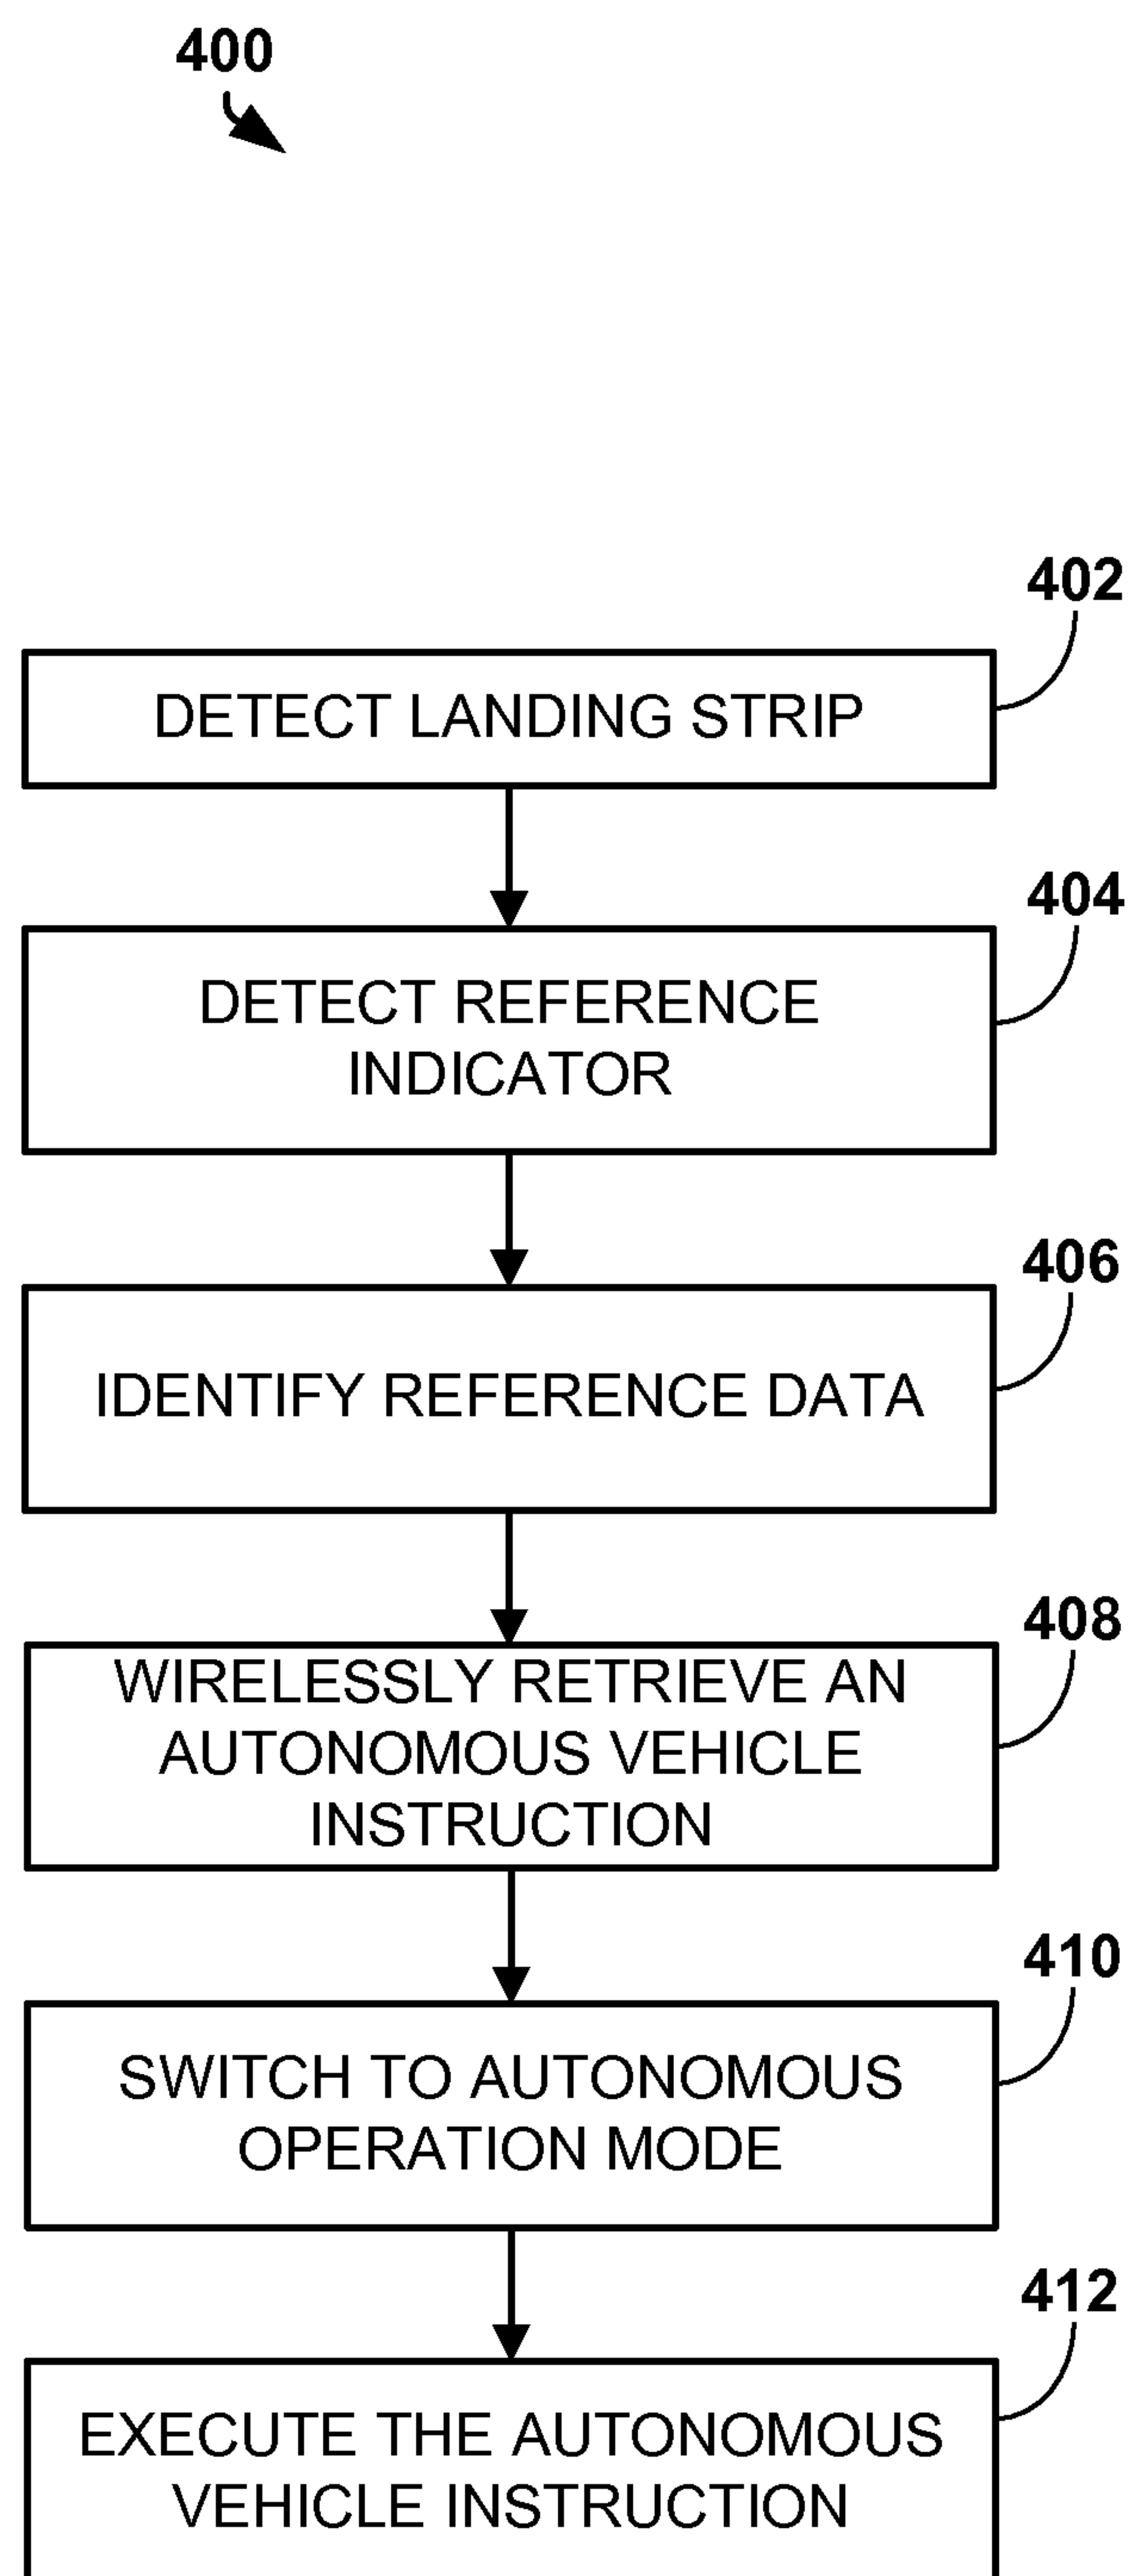 400
402
DETECT LANDING STRIP
404
DETECT REFERENCE
INDICATOR
406
IDENTIFY REFERENCE DATA
408
WIRELESSLY RETRIEVE AN
AUTONOMOUS VEHICLE
INSTRUCTION
410
SWITCH TO AUTONOMOUS
OPERATION MODE
412
EXECUTE THE AUTONOMOUS
VEHICLE INSTRUCTION